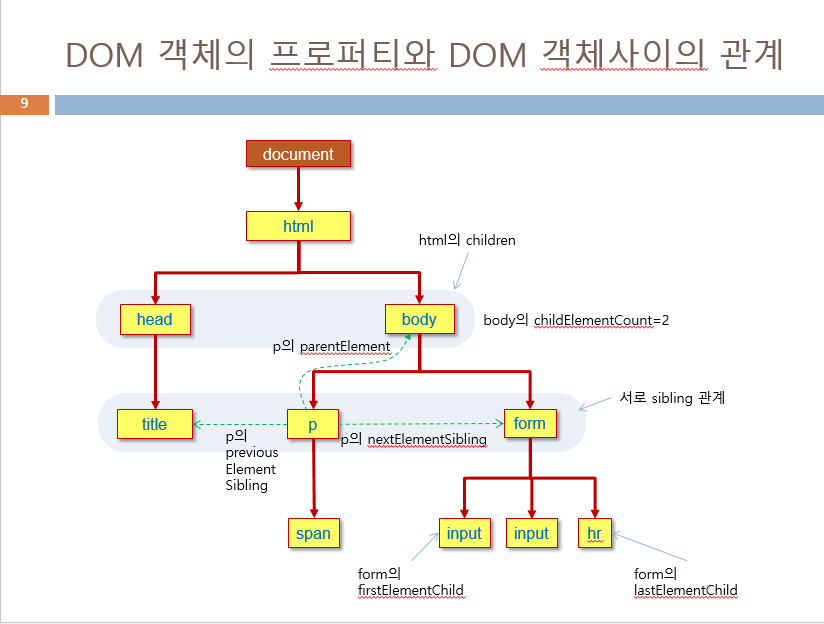 DOM 객체의 프로퍼티와 DOM 객체사이의 관계
9
document
html
html의 children
head
body
body의 childElementCount=2
p의 parentElement
서로 sibling 관계
title
p
form
p의
previous
Element
Sibling
p의 nextElementSibling
span
input
input
hr
form의
firstElementChild
form의
lastElementChild